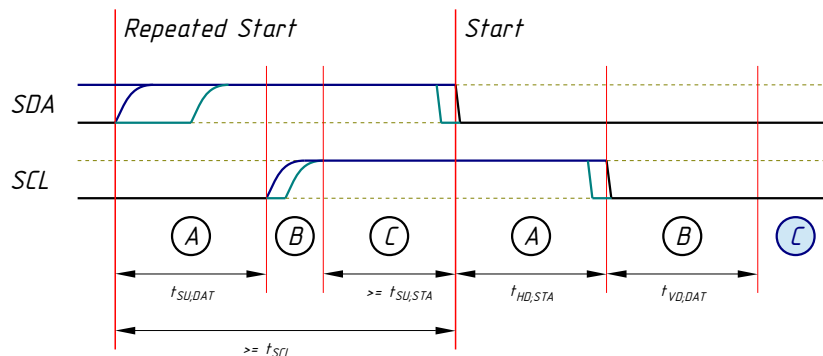 Repeated Start
Start
SDA
SCL
A
B
C
A
B
C
tSU,DAT
>= tSU,STA
tHD,STA
tVD,DAT
>= tSCL